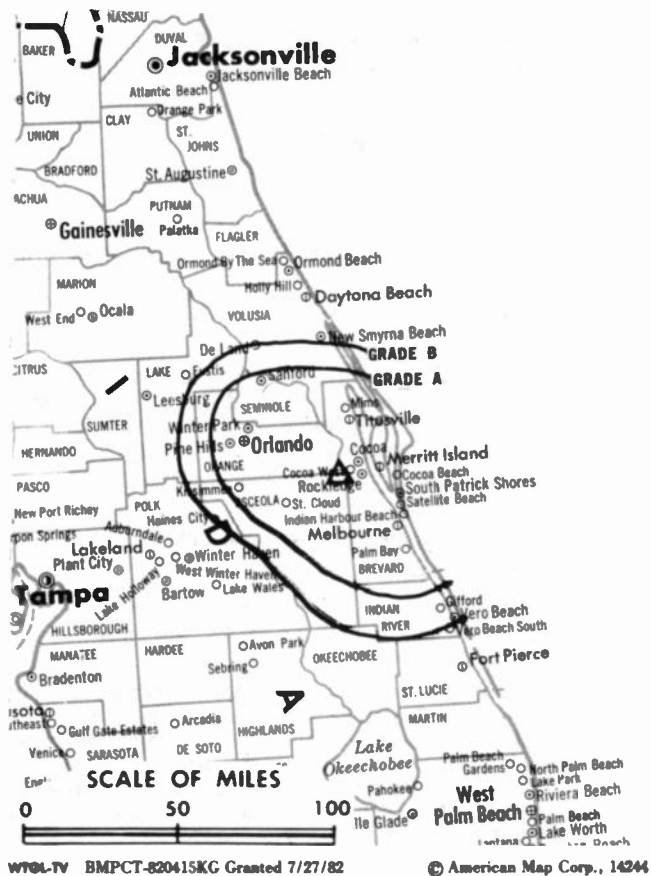 NASSAU
DUVAL
BAKER
Jacksonville
Jacksonville Beach
Atlantic Beach
Orange Park
e City
CLAY
UNION
ST.
JOHNS
BRADFORD
St. Augustine
ACHUA
PUTNAM
Palatka
Gainesville
FLAGLER
Ormond By The Sea
Ormond Beach
MARION
Holly Hill
Daytona Beach
West End
Ocala
VOLUSIA
New Smyrna Beach
De Land
GRADE B
CITRUS
LAKE
Eustis
Sanford
GRADE A
Leesburg
SEMINOLE
Mims
Titusville
SUMTER
Winter Park
Pine Hills
Orlando
HERNANDO
ORANGE
Cocoa
Merritt Island
Cocoa W
Cocoa Beach
PASCO
Rockledge
South Patrick Shores
Kissimmee
OSCEOLA
Satellite Beach
POLK
St. Cloud
New Port Richey
Haines City
Indian Harbour Beach
pon Springs
Auburndale
Melbourne
Lakeland
Winter Haven
Palm Bay
Plant City
West Winter Haven
BREVARD
Lake Holloway
Lake Wales
Tampa
Bartow
INDIAN
RIVER
Gifford
Vero Beach
Vero Beach South
HILLSBOROUGH
MANATEE
HARDEE
Avon Park
OKEECHOBEE
Fort Pierce
Sebring
Bradenton
ST. LUCIE
usota
utheast
Arcadia
MARTIN
Gulf Gate Estates
HIGHLANDS
Venice
SARASOTA
DE SOTO
Lake
Okeechobee
Palm Beach
Gardens
North Palm Beach
Lake Park
Riviera Beach
Engl
SCALE OF MILES
Pahokee
West
Palm Beach
Palm Beach
0 50 100
lle Glade
Lake Worth
Lantana
Beach
WTGL-TV BMPCT-820415KG Granted 7/27/82
© American Map Corp., 14244